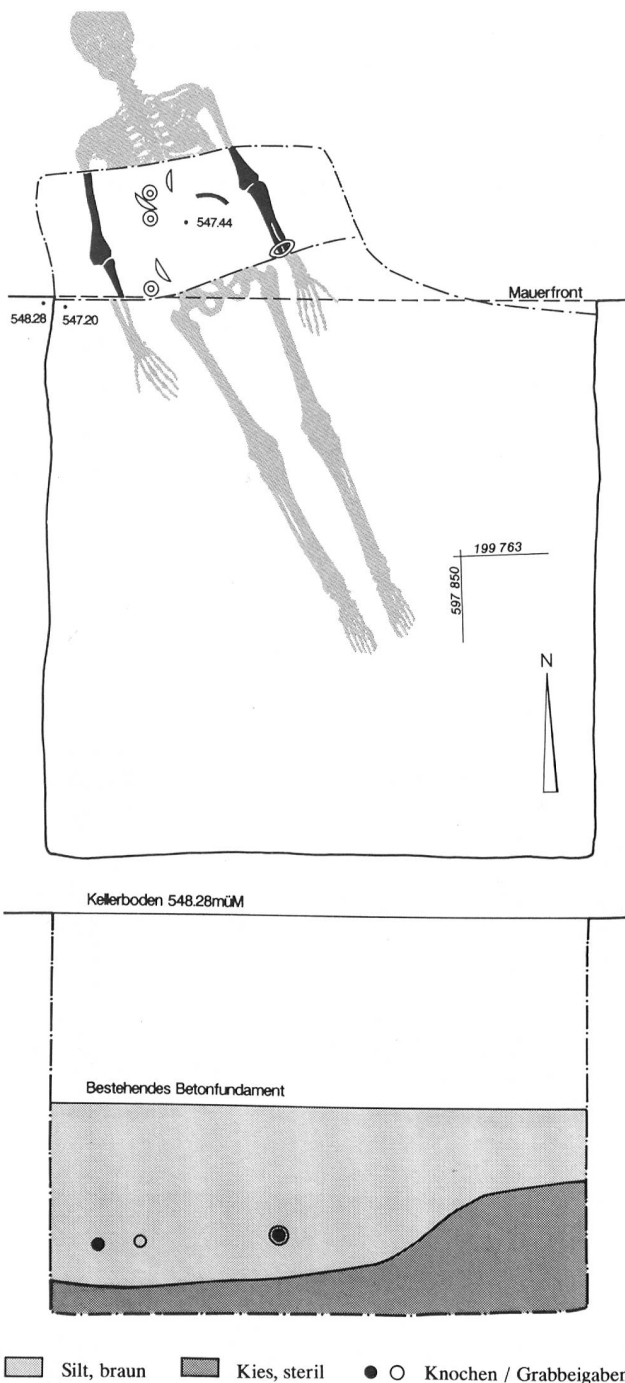 547.44
Mauerfront
548.28 547.20
199 763
597 850
N
Kellerboden 548.28müM
Bestehendes Betonfundament
Silt, braun Kies, steril Knochen / Grabbeigaben